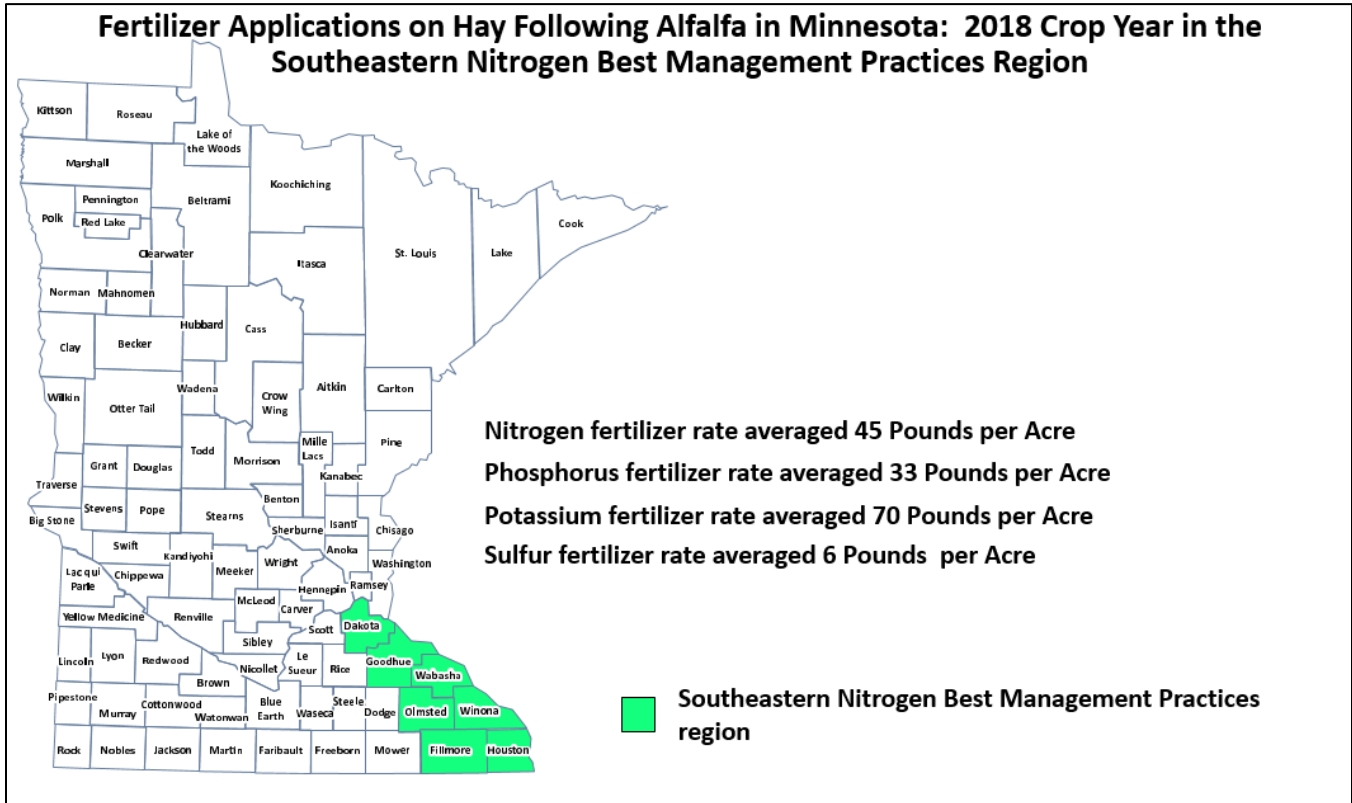 Fertilizer Applications on Hay Following Alfalfa in Minnesota: 2018 Crop Year in the
Southeastern Nitrogen Best Management Practices Region
Kittson
Roseau
Lake of
the Woods
Marshall
Koochiching
Pennington
Beltrami
Polk
Red Lake
Cook
Clearwater
St. Louis
Lake
Itasca
Norman
Mahnomen
Hubbard
Cass
Clay
Becker
Wadena
Aitkin
Carlton
Wilkin
Crow
Wing
Otter Tail
Mille
Lacs
Pine
Todd
Morrison
Grant
Douglas
Kanabec
Traverse
Benton
Stevens
Pope
Stearns
Big Stone
Sherburne
Isanti
Chisago
Swift
Kandiyohi
Anoka
Wright
Washington
Lac qui
Parle
Chippewa
Meeker
Hennepin
Ramsey
McLeod
Carver
Yellow Medicine
Renville
Scott
Dakota
Sibley
Lincoln
Lyon
Redwood
Nicollet
Le
Sueur
Rice
Goodhue
Wabasha
Brown
Pipestone
Murray
Cottonwood
Watonwan
Blue
Earth
Waseca
Steele
Dodge
Olmsted
Winona
Rock
Nobles
Jackson
Martin
Faribault
Freeborn
Mower
Fillmore
Houston
Nitrogen fertilizer rate averaged 45 Pounds per Acre
Phosphorus fertilizer rate averaged 33 Pounds per Acre
Potassium fertilizer rate averaged 70 Pounds per Acre
Sulfur fertilizer rate averaged 6 Pounds per Acre
Southeastern Nitrogen Best Management Practices
region